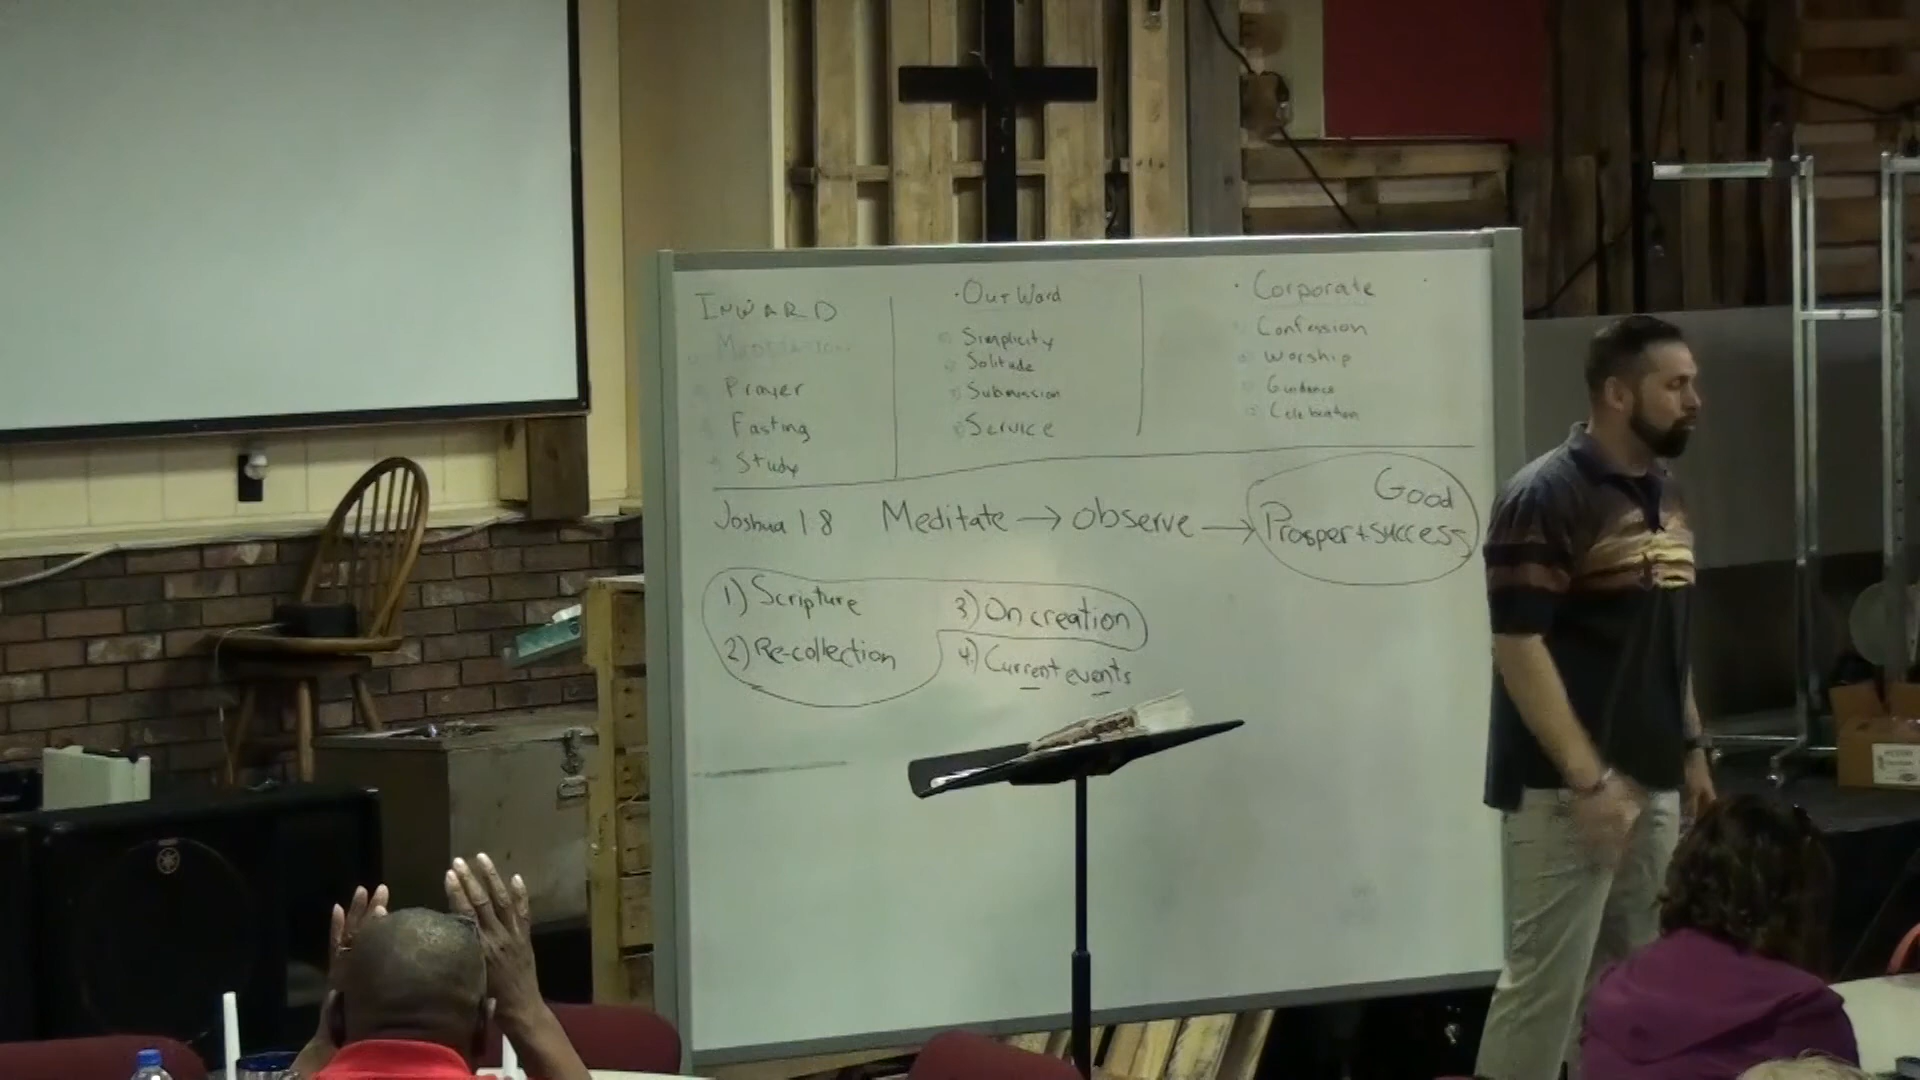 INWARD
Meditation
Prayer
Fasting
Study
· OutWard
Simplicity
Solitude
Submission
Service
· Corporate
Confession
Worship
Guidance
Celebration
Joshua 1 8 Meditate → observe → Good
Prosper + success
1) Scripture
2) Re-collection
3) On creation
4) Current events